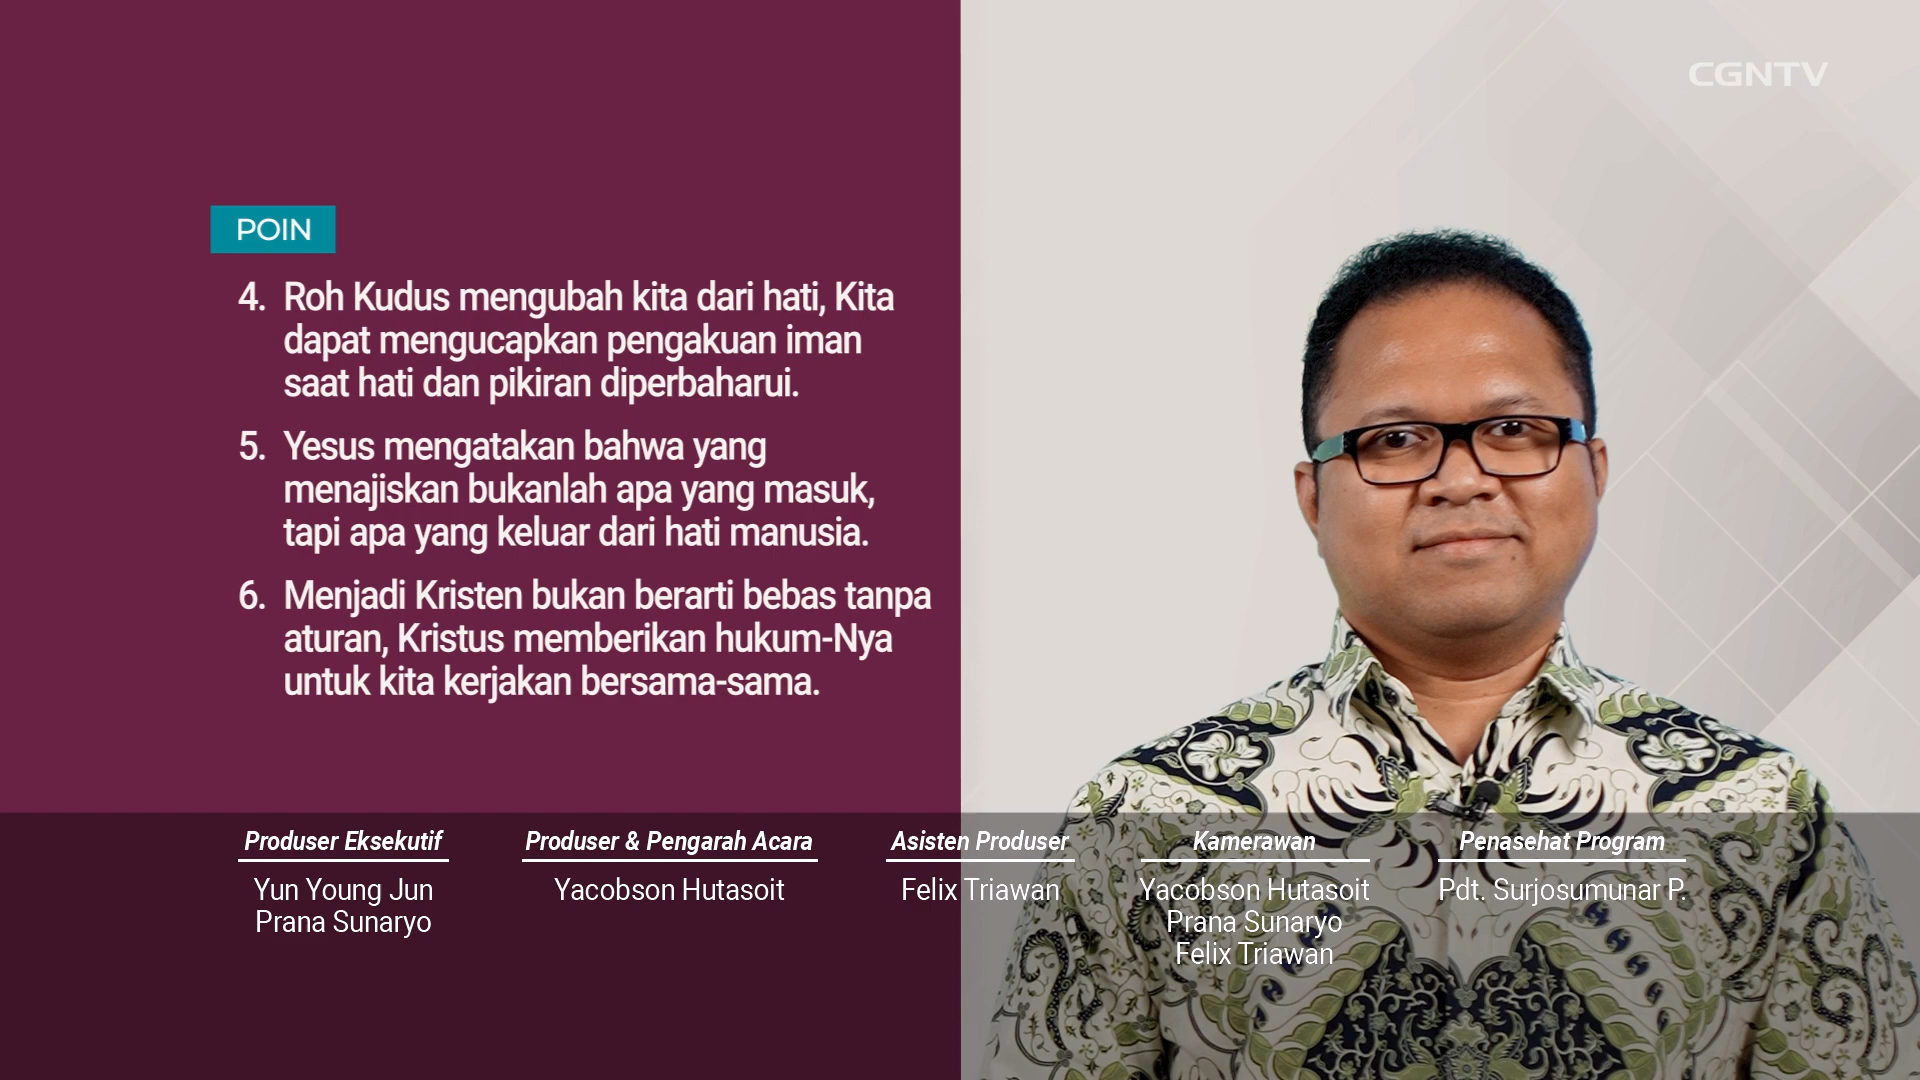 CGNTV
POIN
4. Roh Kudus mengubah kita dari hati, Kita
dapat mengucapkan pengakuan iman
saat hati dan pikiran diperbaharui.
5. Yesus mengatakan bahwa yang
menajiskan bukanlah apa yang masuk,
tapi apa yang keluar dari hati manusia.
6. Menjadi Kristen bukan berarti bebas tanpa
aturan, Kristus memberikan hukum-Nya
untuk kita kerjakan bersama-sama.
Produser Eksekutif
Yun Young Jun
Prana Sunaryo
Produser & Pengarah Acara
Yacobson Hutasoit
Asisten Produser
Felix Triawan
Kamerawan
Yacobson Hutasoit
Prana Sunaryo
Felix Triawan
Penasehat Program
Pdt. Surjosumunar P.